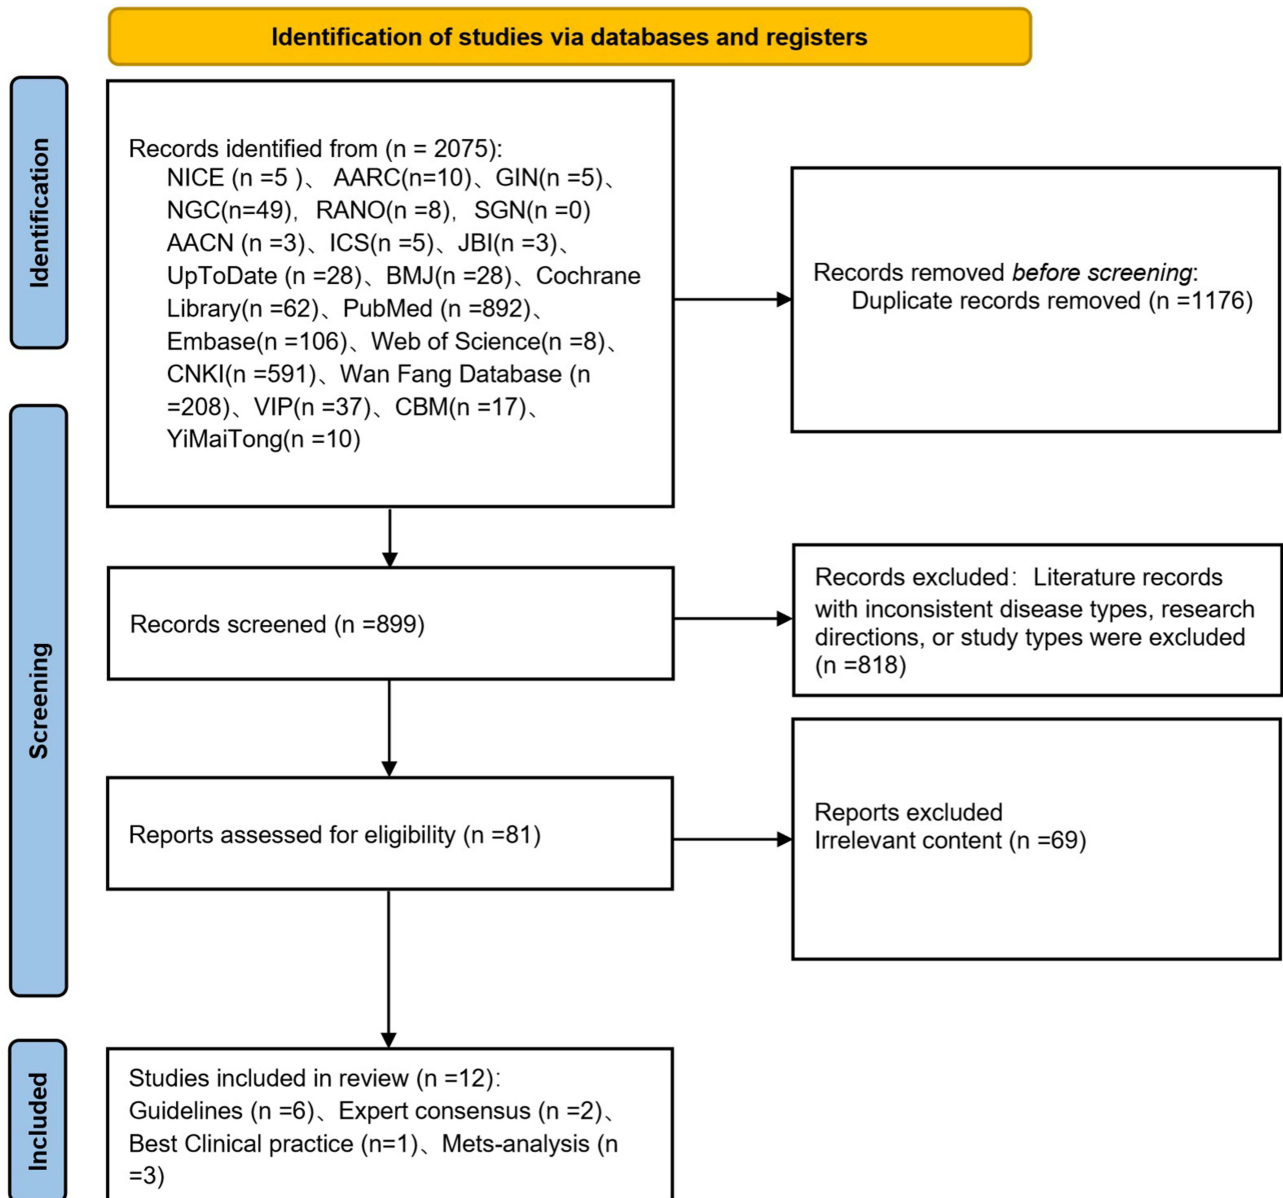 Identification of studies via databases and registers
Identification
Records identified from (n = 2075):
NICE (n =5 )、 AARC(n=10)、GIN(n =5)、
NGC(n=49)， RANO(n =8)， SGN(n =0)
AACN (n =3)、ICS(n =5)、JBI(n =3)、
UpToDate (n =28)、BMJ(n =28)、Cochrane
Library(n =62)、PubMed (n =892)、
Embase(n =106)、Web of Science(n =8)、
CNKI(n =591)、Wan Fang Database (n
=208)、VIP(n =37)、CBM(n =17)、
YiMaiTong(n =10)
Records removed before screening:
Duplicate records removed (n =1176)
Screening
Records screened (n =899)
Records excluded： Literature records
with inconsistent disease types, research
directions, or study types were excluded
(n =818)
Reports assessed for eligibility (n =81)
Reports excluded
Irrelevant content (n =69)
Included
Studies included in review (n =12)：
Guidelines (n =6)、Expert consensus (n =2)、
Best Clinical practice (n=1)、Mets-analysis (n
=3)